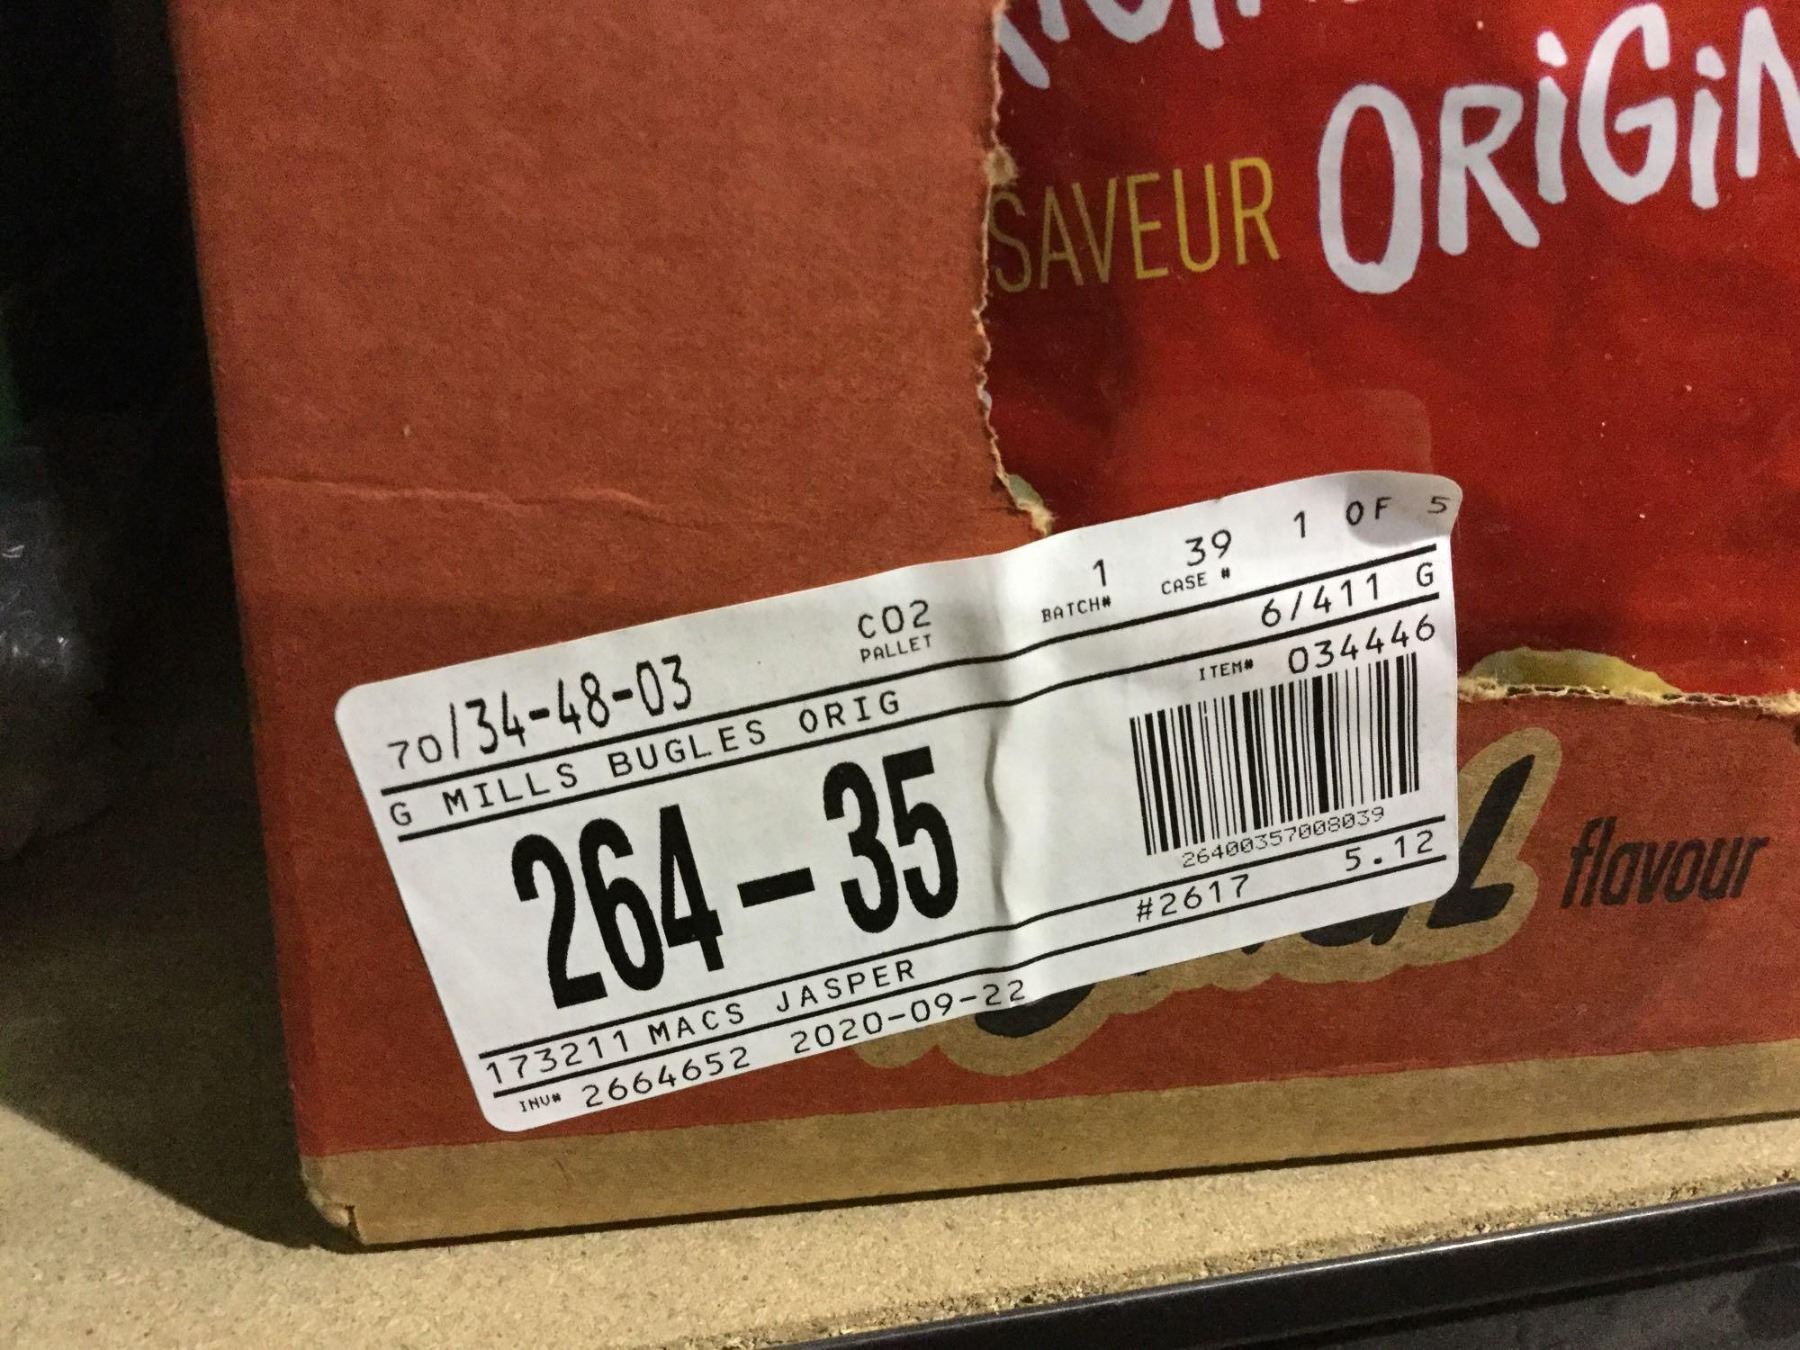 SAVEUR ORiGiN
70/34-48-03 CO2 1 39 1 OF 5
PALLET BATCH# CASE #
G MILLS BUGLES ORIG 6/411 G
ITEM# 034446
264-35
26400357008039
173211 MACS JASPER #2617 5.12
INV# 2664652 2020-09-22
flavour